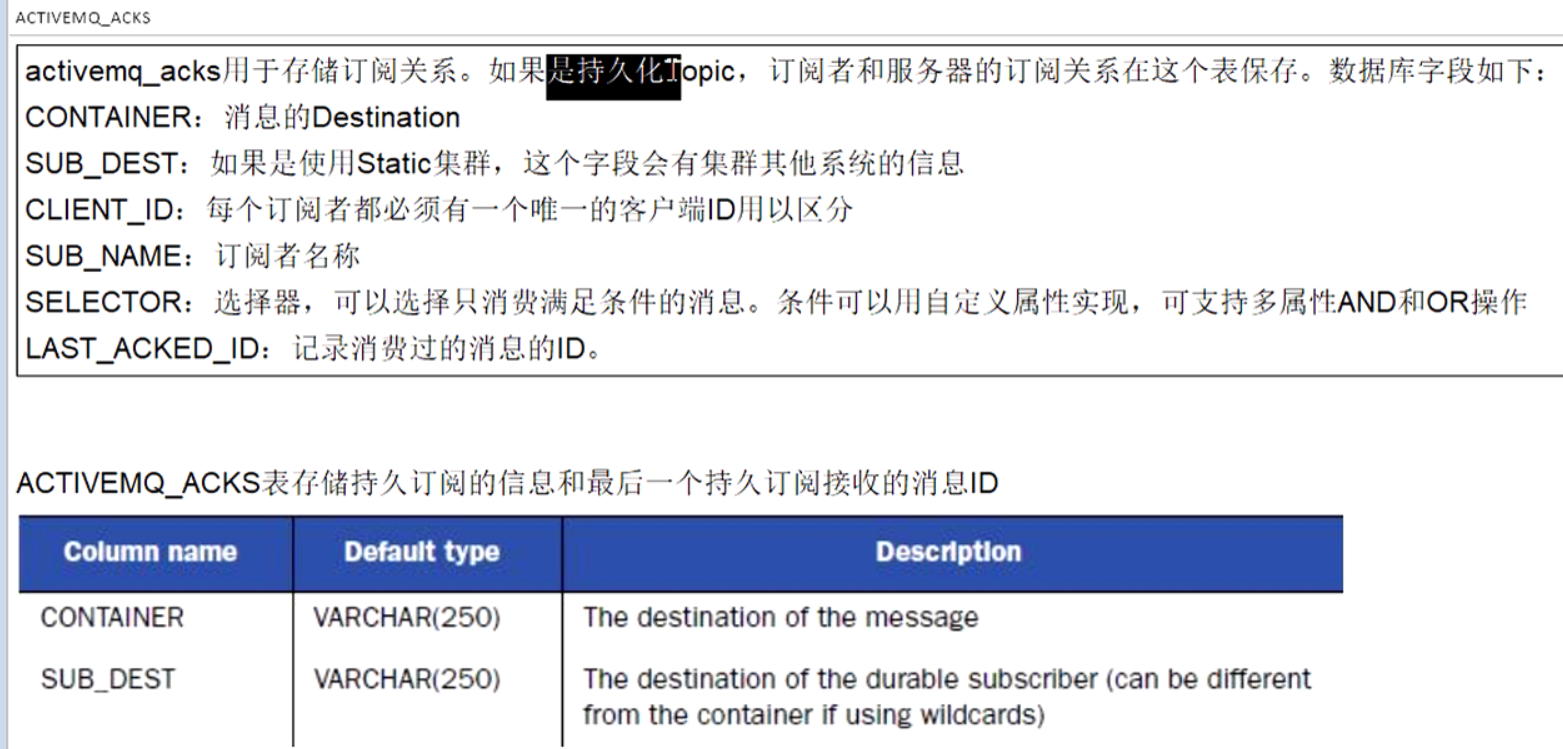 ACTIVEMQ_ACKS
activemq_acks用于存储订阅关系。如果是持久化Topic，订阅者和服务器的订阅关系在这个表保存。数据库字段如下：
CONTAINER：消息的Destination
SUB_DEST：如果是使用Static集群，这个字段会有集群其他系统的信息
CLIENT_ID：每个订阅者都必须有一个唯一的客户端ID用以区分
SUB_NAME：订阅者名称
SELECTOR：选择器，可以选择只消费满足条件的消息。条件可以用自定义属性实现，可支持多属性AND和OR操作
LAST_ACKED_ID：记录消费过的消息的ID。
ACTIVEMQ_ACKS表存储持久订阅的信息和最后一个持久订阅接收的消息ID
Column name Default type Description
CONTAINER VARCHAR(250) The destination of the message
SUB_DEST VARCHAR(250) The destination of the durable subscriber (can be different
from the container if using wildcards)